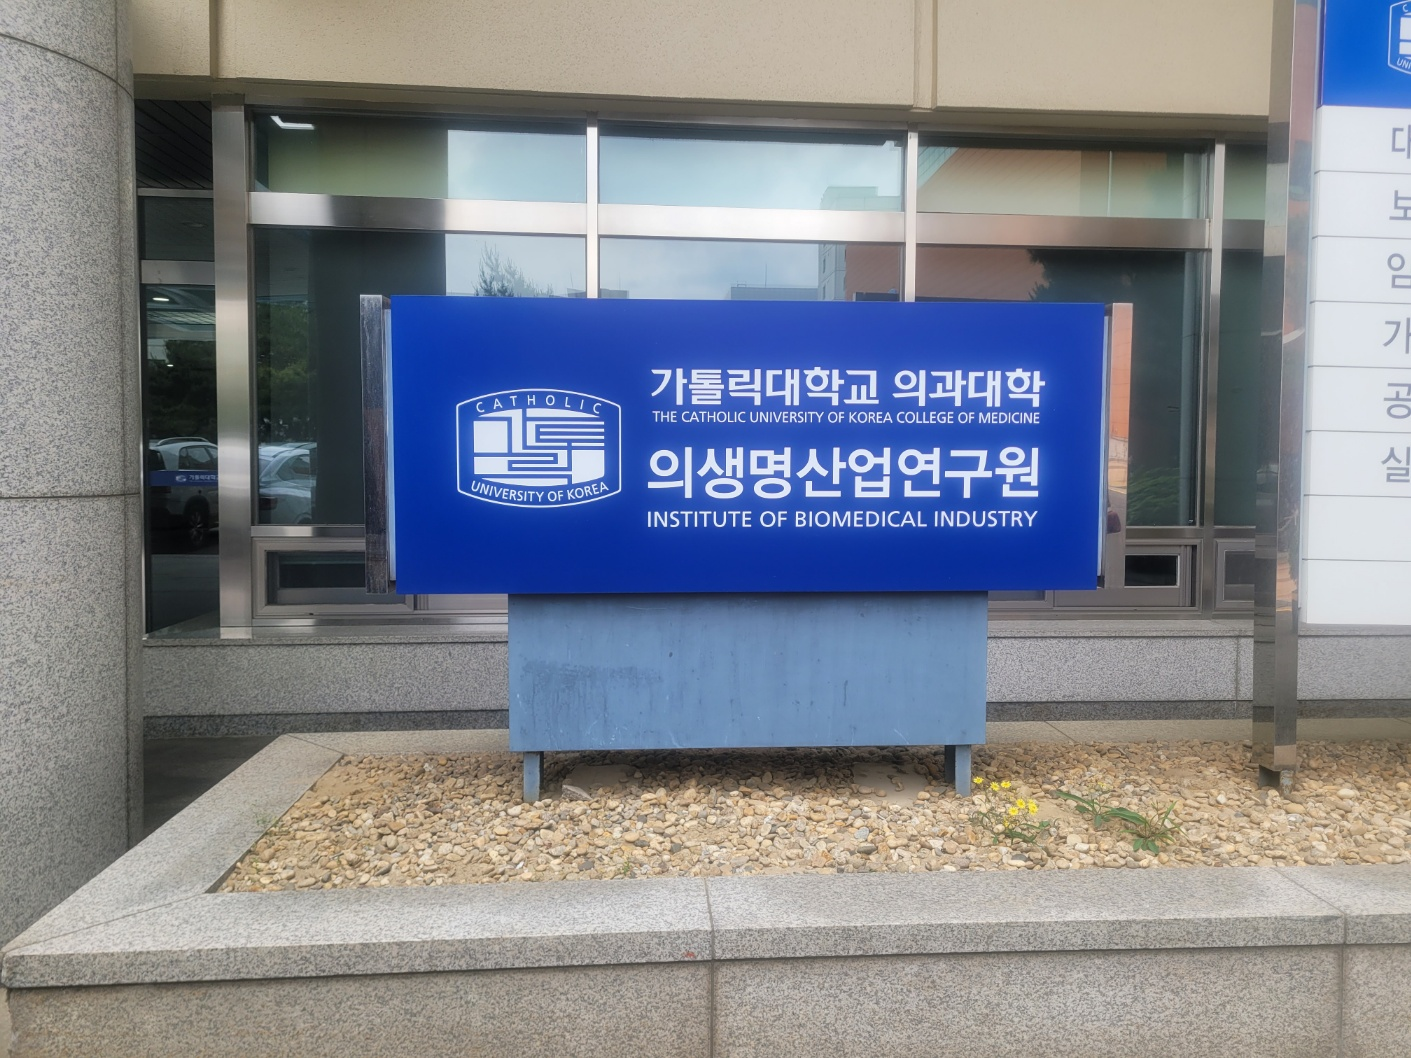 CATHOLIC
UNIVERSITY OF KOREA
가톨릭대학교 의과대학
THE CATHOLIC UNIVERSITY OF KOREA COLLEGE OF MEDICINE
의생명산업연구원
INSTITUTE OF BIOMEDICAL INDUSTRY